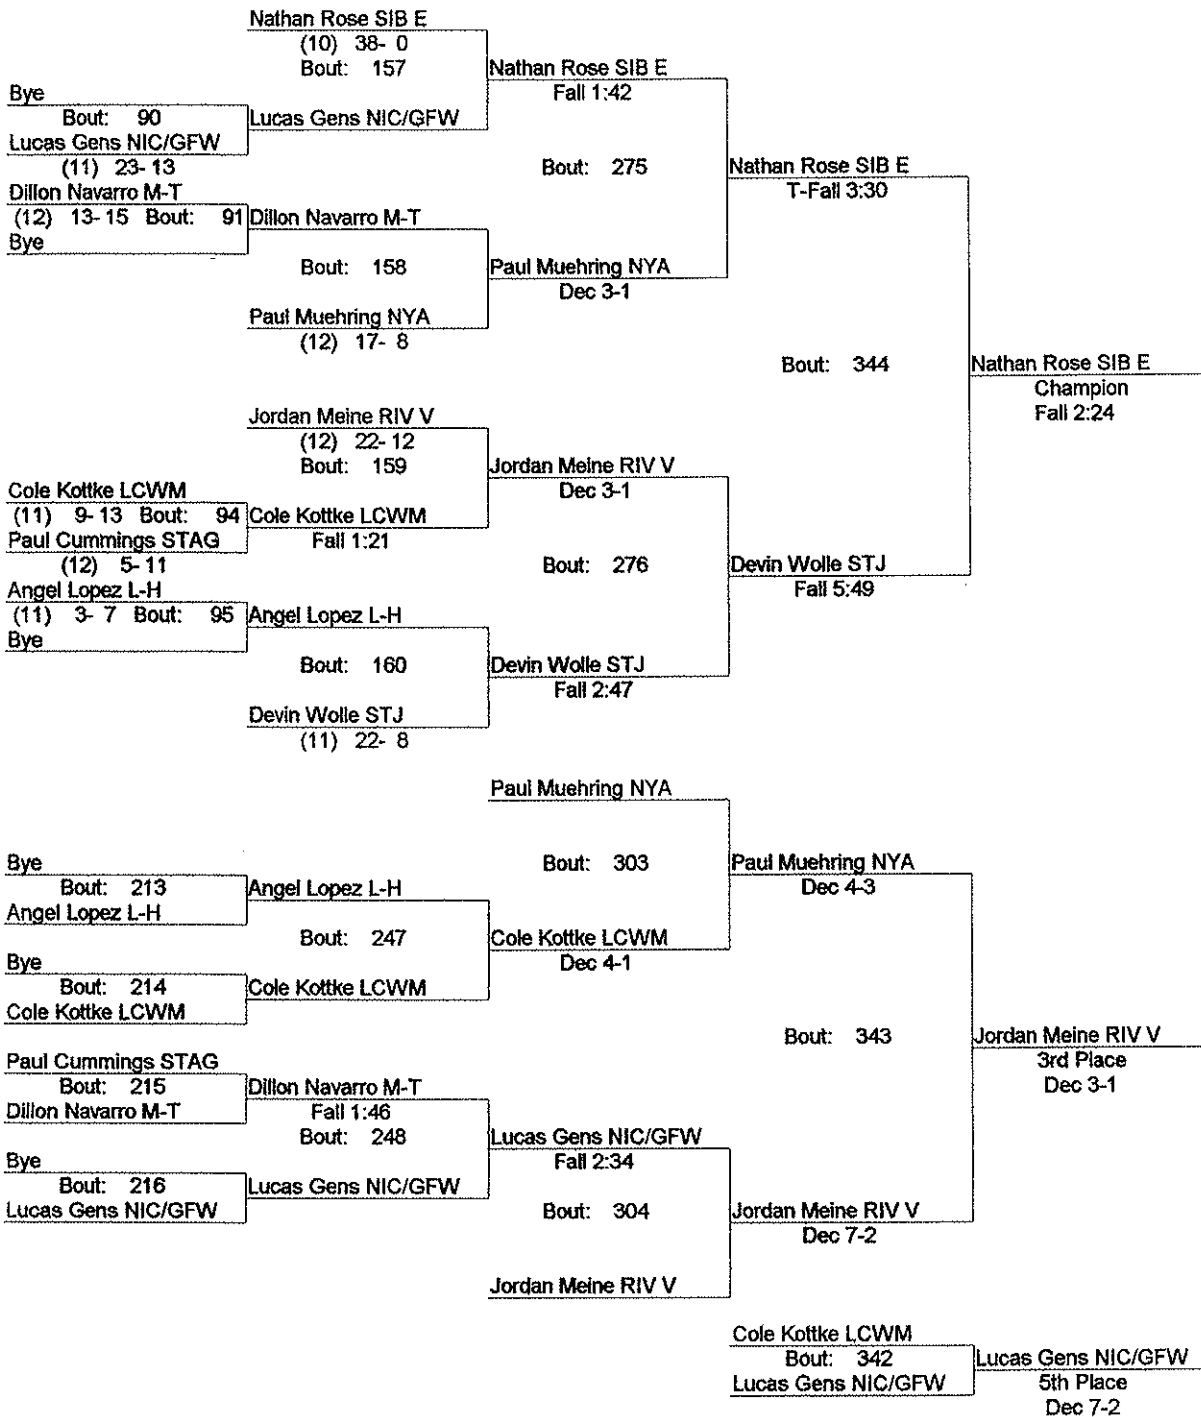 Nathan Rose SIB E
(10) 38- 0
Bout: 157
Nathan Rose SIB E
Fall 1:42
Bye
Bout: 90
Lucas Gens NIC/GFW
Lucas Gens NIC/GFW
(11) 23- 13
Bout: 275
Nathan Rose SIB E
T-Fall 3:30
Dillon Navarro M-T
(12) 13- 15 Bout: 91
Dillon Navarro M-T
Bye
Bout: 158
Paul Muehring NYA
Dec 3-1
Paul Muehring NYA
(12) 17- 8
Bout: 344
Nathan Rose SIB E
Champion
Fall 2:24
Jordan Meine RIV V
(12) 22- 12
Bout: 159
Jordan Meine RIV V
Dec 3-1
Cole Kottke LCWM
(11) 9- 13 Bout: 94
Cole Kottke LCWM
Paul Cummings STAG
Fall 1:21
(12) 5- 11
Bout: 276
Devin Wolle STJ
Fall 5:49
Angel Lopez L-H
(11) 3- 7 Bout: 95
Angel Lopez L-H
Bye
Bout: 160
Devin Wolle STJ
Fall 2:47
Devin Wolle STJ
(11) 22- 8
Paul Muehring NYA
Bye
Bout: 303
Paul Muehring NYA
Dec 4-3
Bout: 213
Angel Lopez L-H
Angel Lopez L-H
Bout: 247
Cole Kottke LCWM
Dec 4-1
Bye
Bout: 214
Cole Kottke LCWM
Cole Kottke LCWM
Bout: 343
Jordan Meine RIV V
3rd Place
Dec 3-1
Paul Cummings STAG
Bout: 215
Dillon Navarro M-T
Dillon Navarro M-T
Fall 1:46
Bout: 248
Lucas Gens NIC/GFW
Fall 2:34
Bye
Bout: 216
Lucas Gens NIC/GFW
Lucas Gens NIC/GFW
Bout: 304
Jordan Meine RIV V
Dec 7-2
Jordan Meine RIV V
Cole Kottke LCWM
Bout: 342
Lucas Gens NIC/GFW
Lucas Gens NIC/GFW
5th Place
Dec 7-2